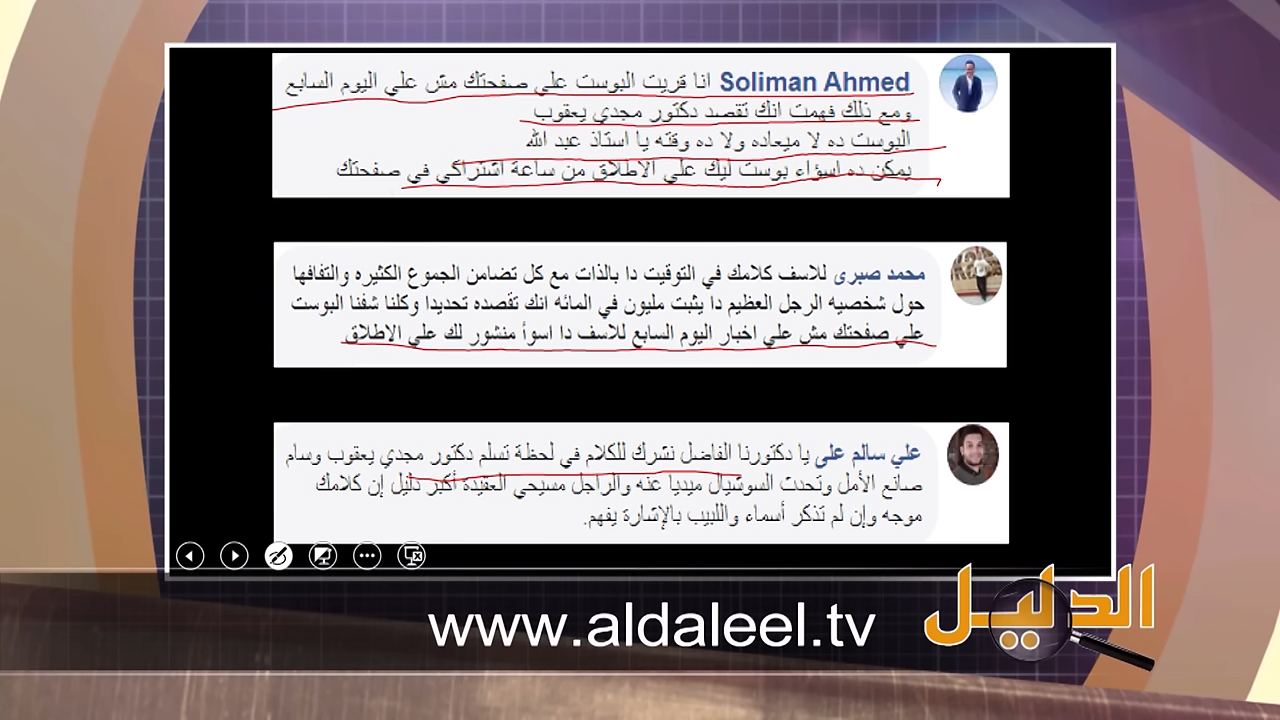 Soliman Ahmed انا قريت البوست علي صفحتك مش علي اليوم السابع
ومع ذلك فهمت انك تقصد دكتور مجدي يعقوب
البوست ده لا ميعاده ولا ده وقته يا استاذ عبد الله
يمكن ده اسؤاء بوست ليك علي الاطلاق من ساعة اشتراكي في صفحتك
محمد صبرى للاسف كلامك في التوقيت دا بالذات مع كل تضامن الجموع الكثيره والتفافها
حول شخصيه الرجل العظيم دا يثبت مليون في المائه انك تقصده تحديدا وكلنا شفنا البوست
علي صفحتك مش علي اخبار اليوم السابع للاسف دا اسوأ منشور لك علي الاطلاق
علي سالم على يا دكتورنا الفاضل نشرك للكلام في لحظة تسلم دكتور مجدي يعقوب وسام
صانع الأمل وتحدث السوشيال ميديا عنه والراجل مسيحي العقيدة أكبر دليل إن كلامك
موجه وإن لم تذكر أسماء واللبيب بالإشارة يفهم.
الدليل
www.aldaleel.tv